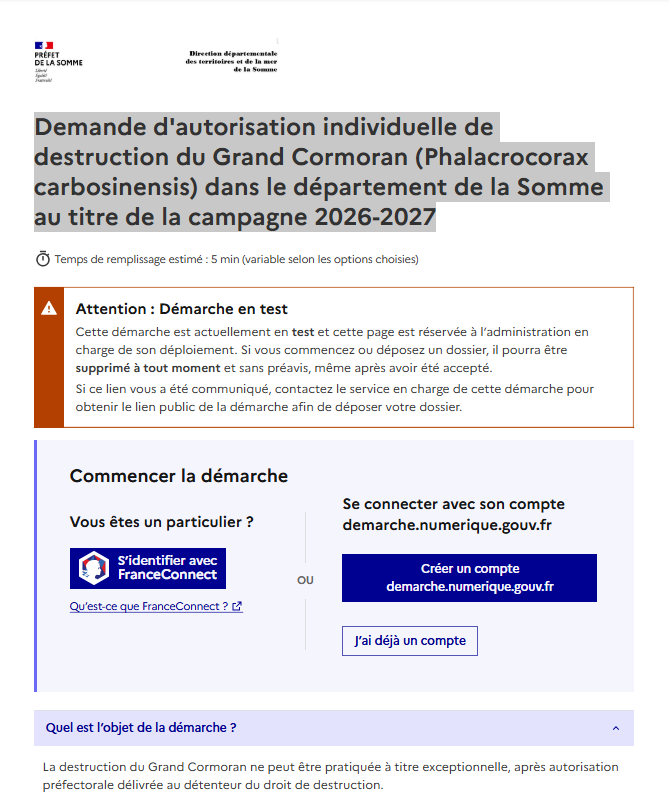 PRÉFET
DE LA SOMME
Liberté
Égalité
Fraternité
Direction départementale
des territoires et de la mer
de la Somme
Demande d'autorisation individuelle de
destruction du Grand Cormoran (Phalacrocorax
carbosinensis) dans le département de la Somme
au titre de la campagne 2026-2027
Temps de remplissage estimé : 5 min (variable selon les options choisies)
Attention : Démarche en test
Cette démarche est actuellement en test et cette page est réservée à l'administration en
charge de son déploiement. Si vous commencez ou déposez un dossier, il pourra être
supprimé à tout moment et sans préavis, même après avoir été accepté.
Si ce lien vous a été communiqué, contactez le service en charge de cette démarche pour
obtenir le lien public de la démarche afin de déposer votre dossier.
Commencer la démarche
Vous êtes un particulier ?
S'identifier avec
FranceConnect
Qu'est-ce que FranceConnect ?
OU
Se connecter avec son compte
demarche.numerique.gouv.fr
Créer un compte
demarche.numerique.gouv.fr
J'ai déjà un compte
Quel est l'objet de la démarche ?
La destruction du Grand Cormoran ne peut être pratiquée à titre exceptionnelle, après autorisation
préfectorale délivrée au détenteur du droit de destruction.